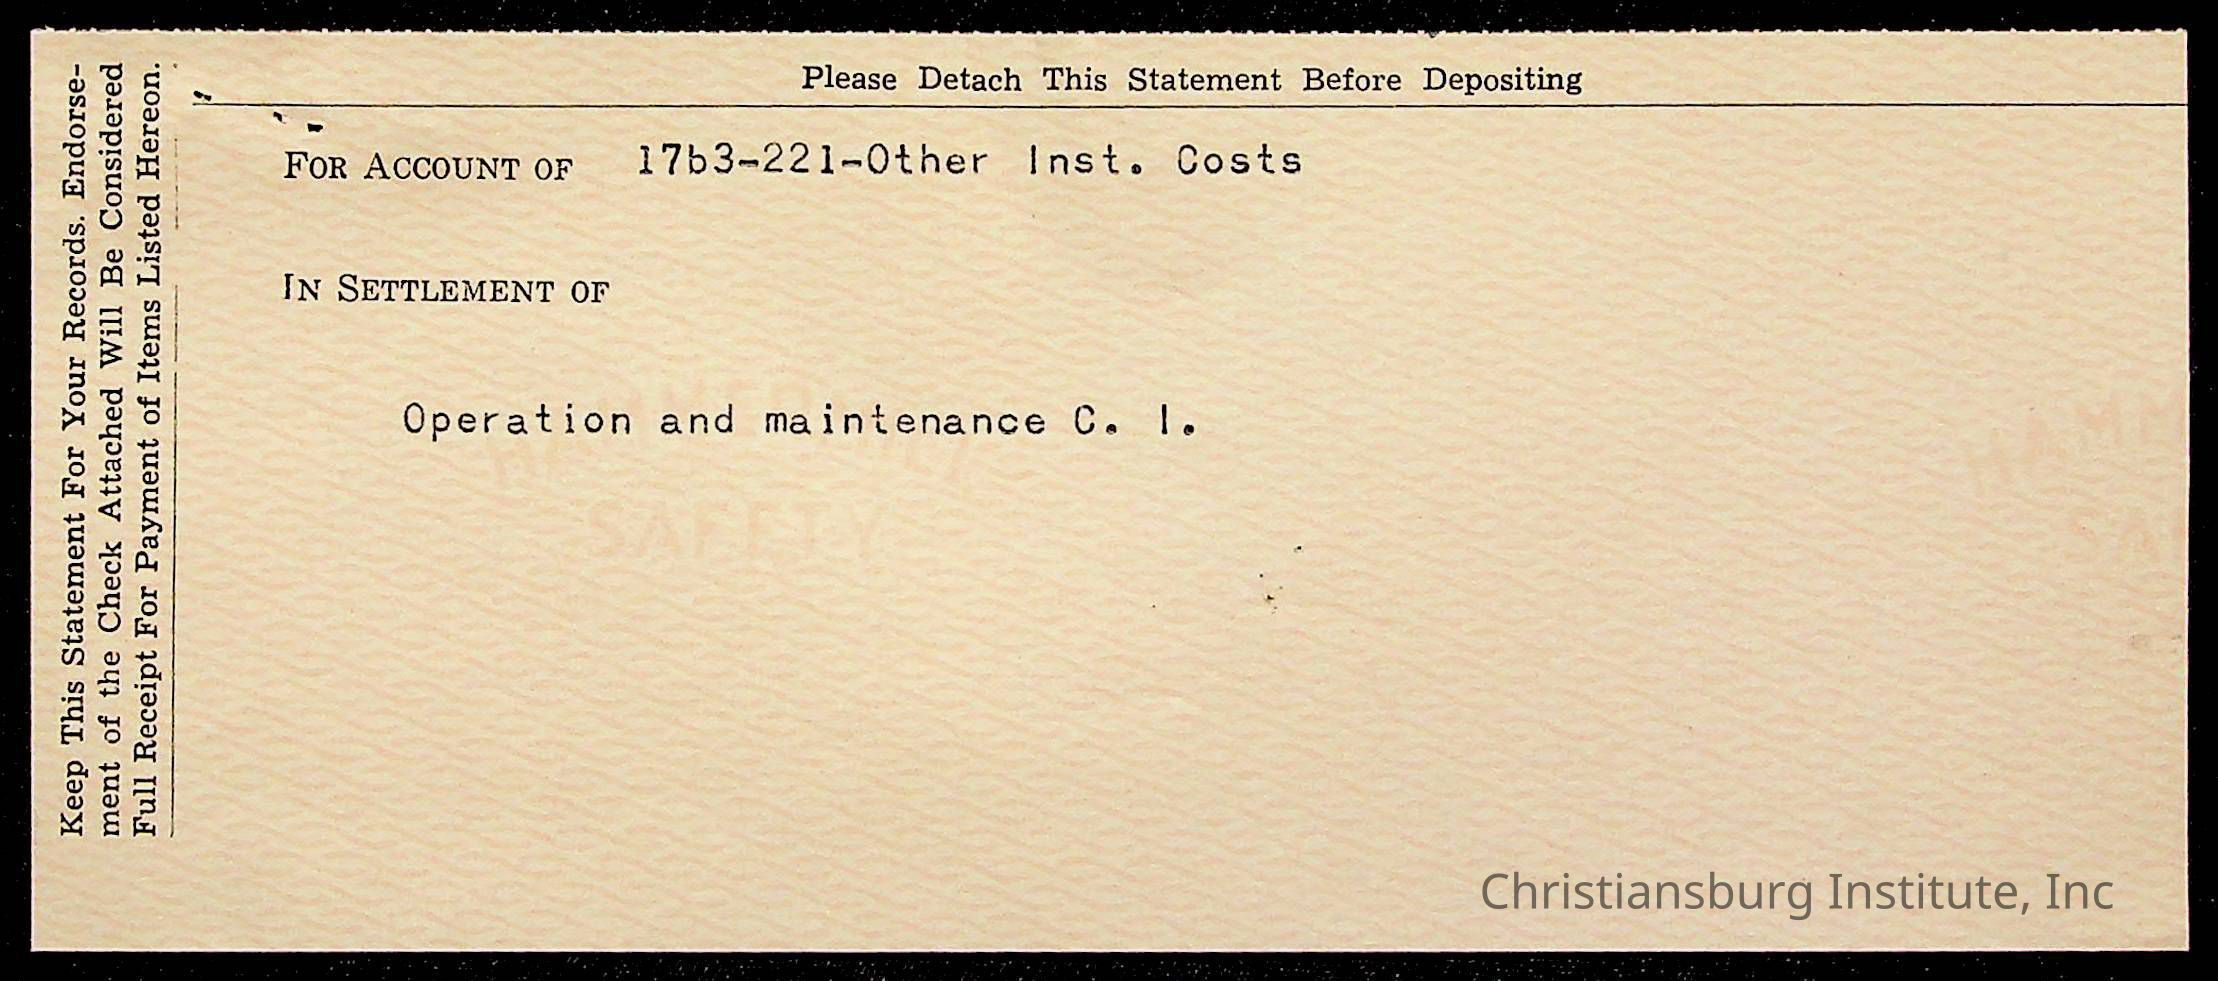 Please Detach This Statement Before Depositing
Keep This Statement For Your Records. Endorse-
ment of the Check Attached Will Be Considered
Full Receipt For Payment of Items Listed Hereon.
FOR ACCOUNT OF 17b3-221-Other Inst. Costs
IN SETTLEMENT OF
Operation and maintenance C. I.
SAFETY
Christiansburg Institute, Inc